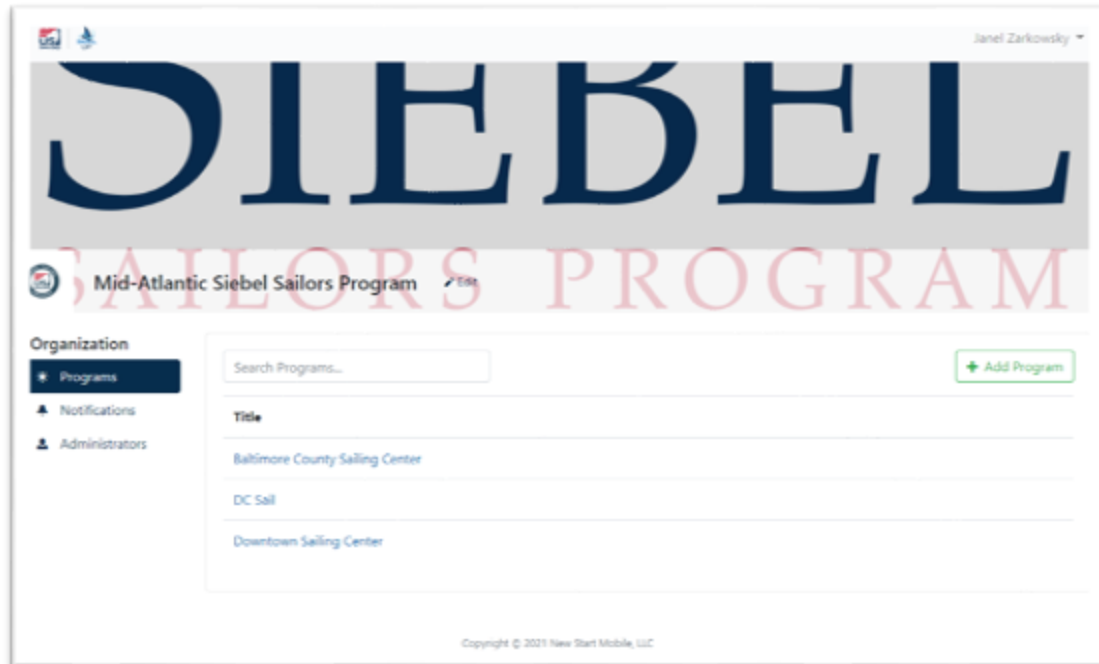 US
Janel Zarkowsky
SIEBEL
SAILORS PROGRAM
Mid-Atlantic Siebel Sailors Program Edit
Organization
Programs
Notifications
Administrators
Search Programs...
+ Add Program
Title
Baltimore County Sailing Center
DC Sail
Downtown Sailing Center
Copyright © 2021 New Start Mobile, LLC